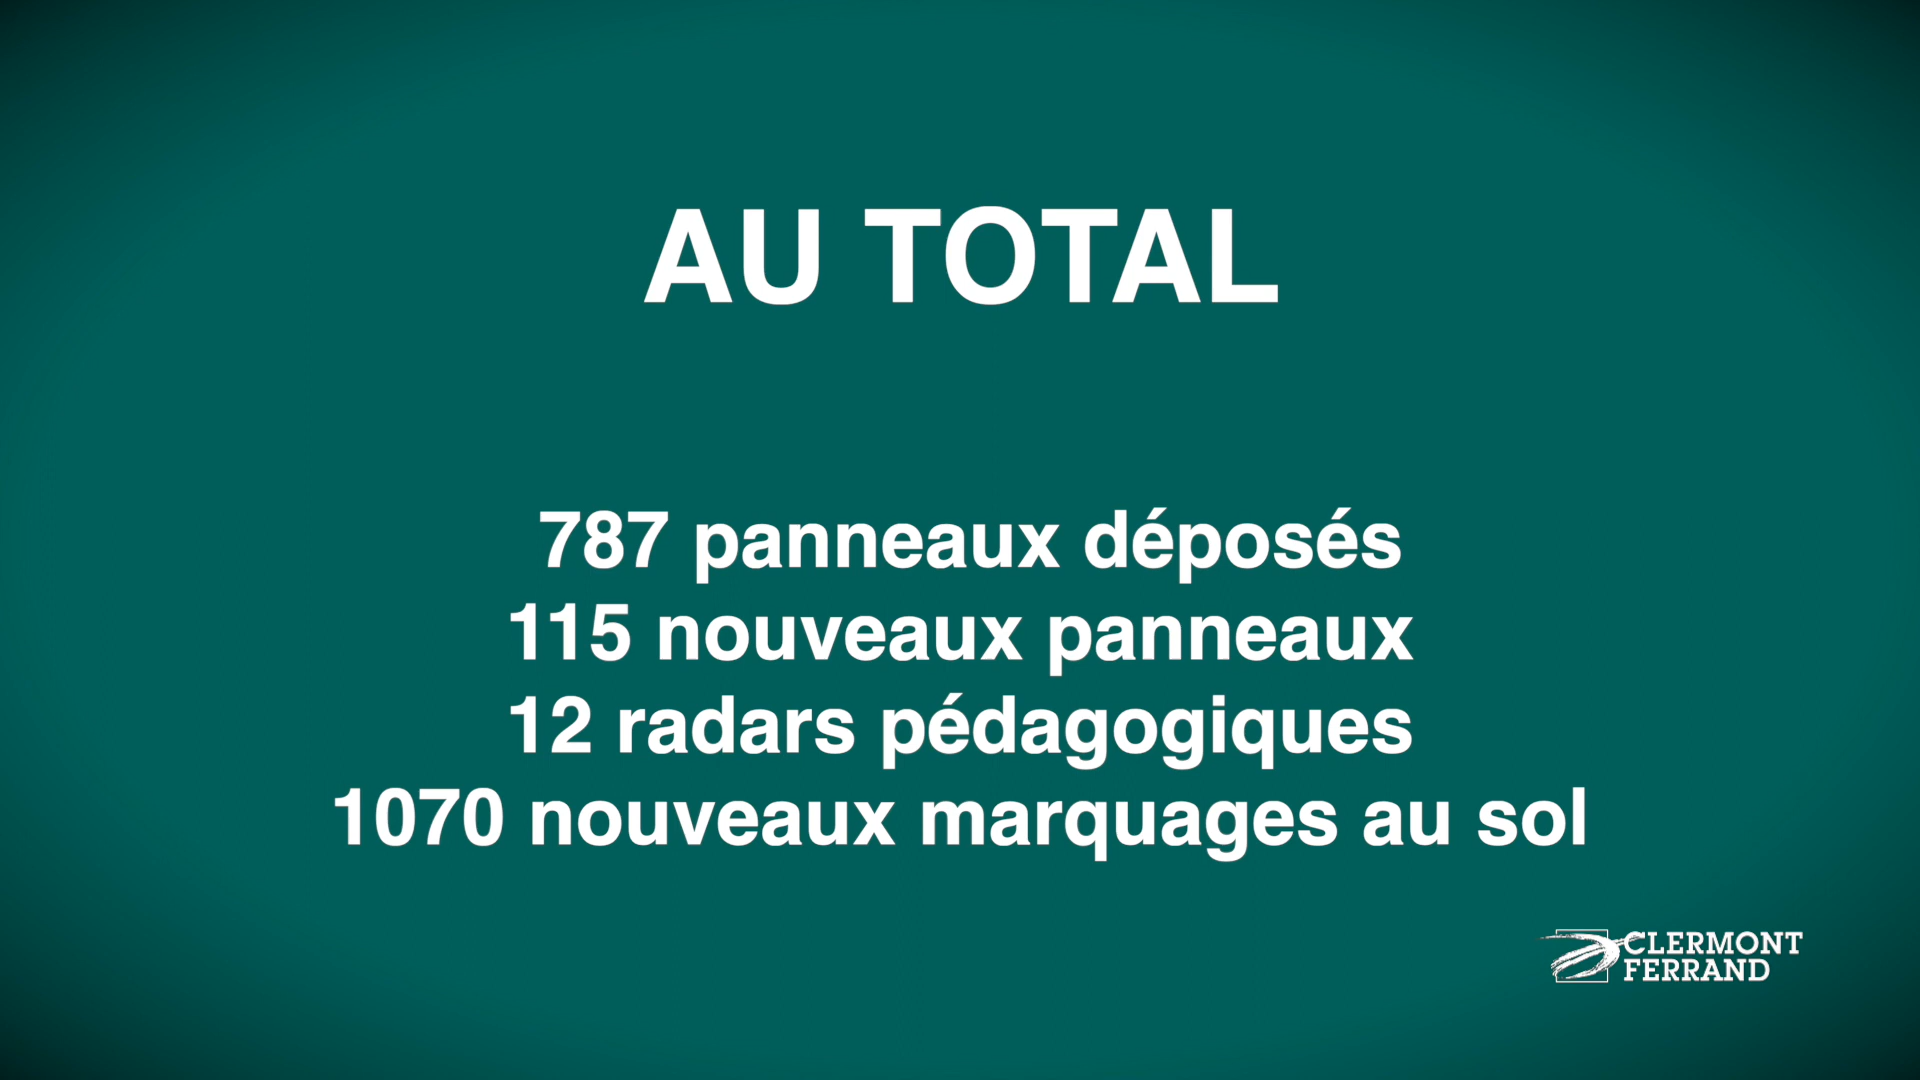 AU TOTAL
787 panneaux déposés
115 nouveaux panneaux
12 radars pédagogiques
1070 nouveaux marquages au sol
CLERMONT
FERRAND